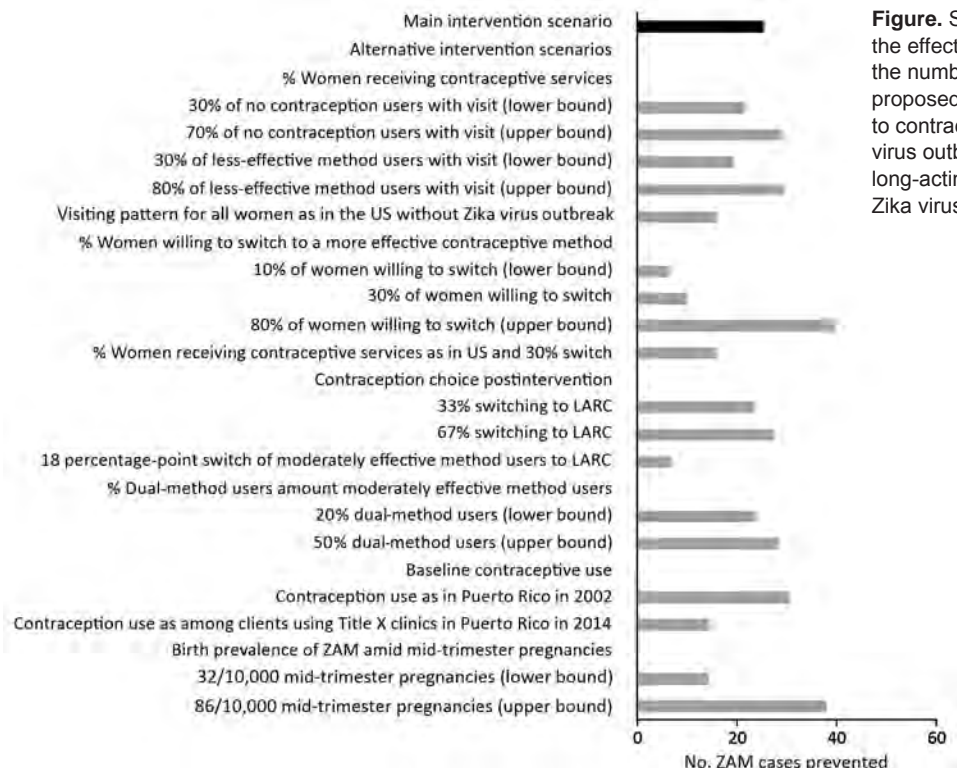 Main intervention scenario
Alternative intervention scenarios
% Women receiving contraceptive services
30% of no contraception users with visit (lower bound)
70% of no contraception users with visit (upper bound)
30% of less-effective method users with visit (lower bound)
80% of less-effective method users with visit (upper bound)
Visiting pattern for all women as in the US without Zika virus outbreak
% Women willing to switch to a more effective contraceptive method
10% of women willing to switch (lower bound)
30% of women willing to switch
80% of women willing to switch (upper bound)
% Women receiving contraceptive services as in US and 30% switch
Contraception choice postintervention
33% switching to LARC
67% switching to LARC
18 percentage-point switch of moderately effective method users to LARC
% Dual-method users amount moderately effective method users
20% dual-method users (lower bound)
50% dual-method users (upper bound)
Baseline contraceptive use
Contraception use as in Puerto Rico in 2002
Contraception use as among clients using Title X clinics in Puerto Rico in 2014
Birth prevalence of ZAM amid mid-trimester pregnancies
32/10,000 mid-trimester pregnancies (lower bound)
86/10,000 mid-trimester pregnancies (upper bound)
0 20 40 60
No. ZAM cases prevented
Figure.
the effect
the numb
proposed
to contrac
virus outb
long-actin
Zika virus